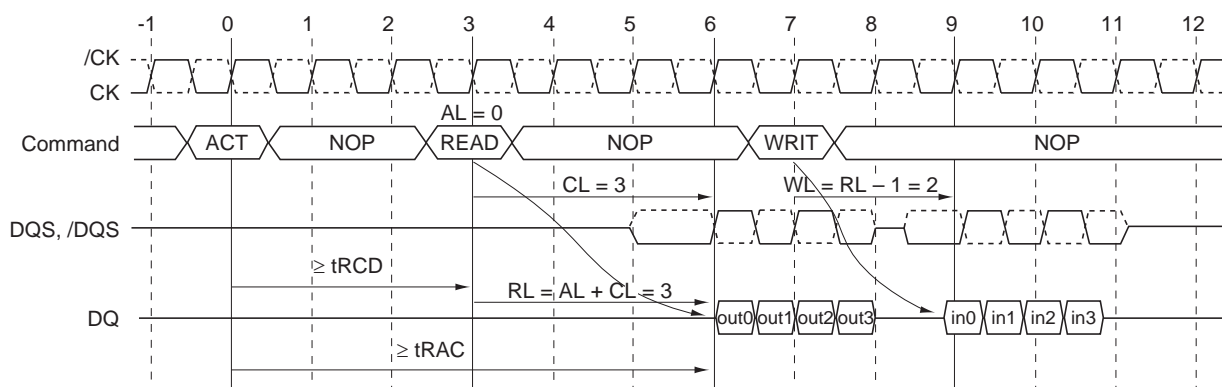 -1 0 1 2 3 4 5 6 7 8 9 10 11 12
/CK
CK
AL = 0
Command ACT NOP READ NOP WRIT NOP
CL = 3 WL = RL – 1 = 2
DQS, /DQS
≥ tRCD
RL = AL + CL = 3
DQ out0 out1 out2 out3 in0 in1 in2 in3
≥ tRAC